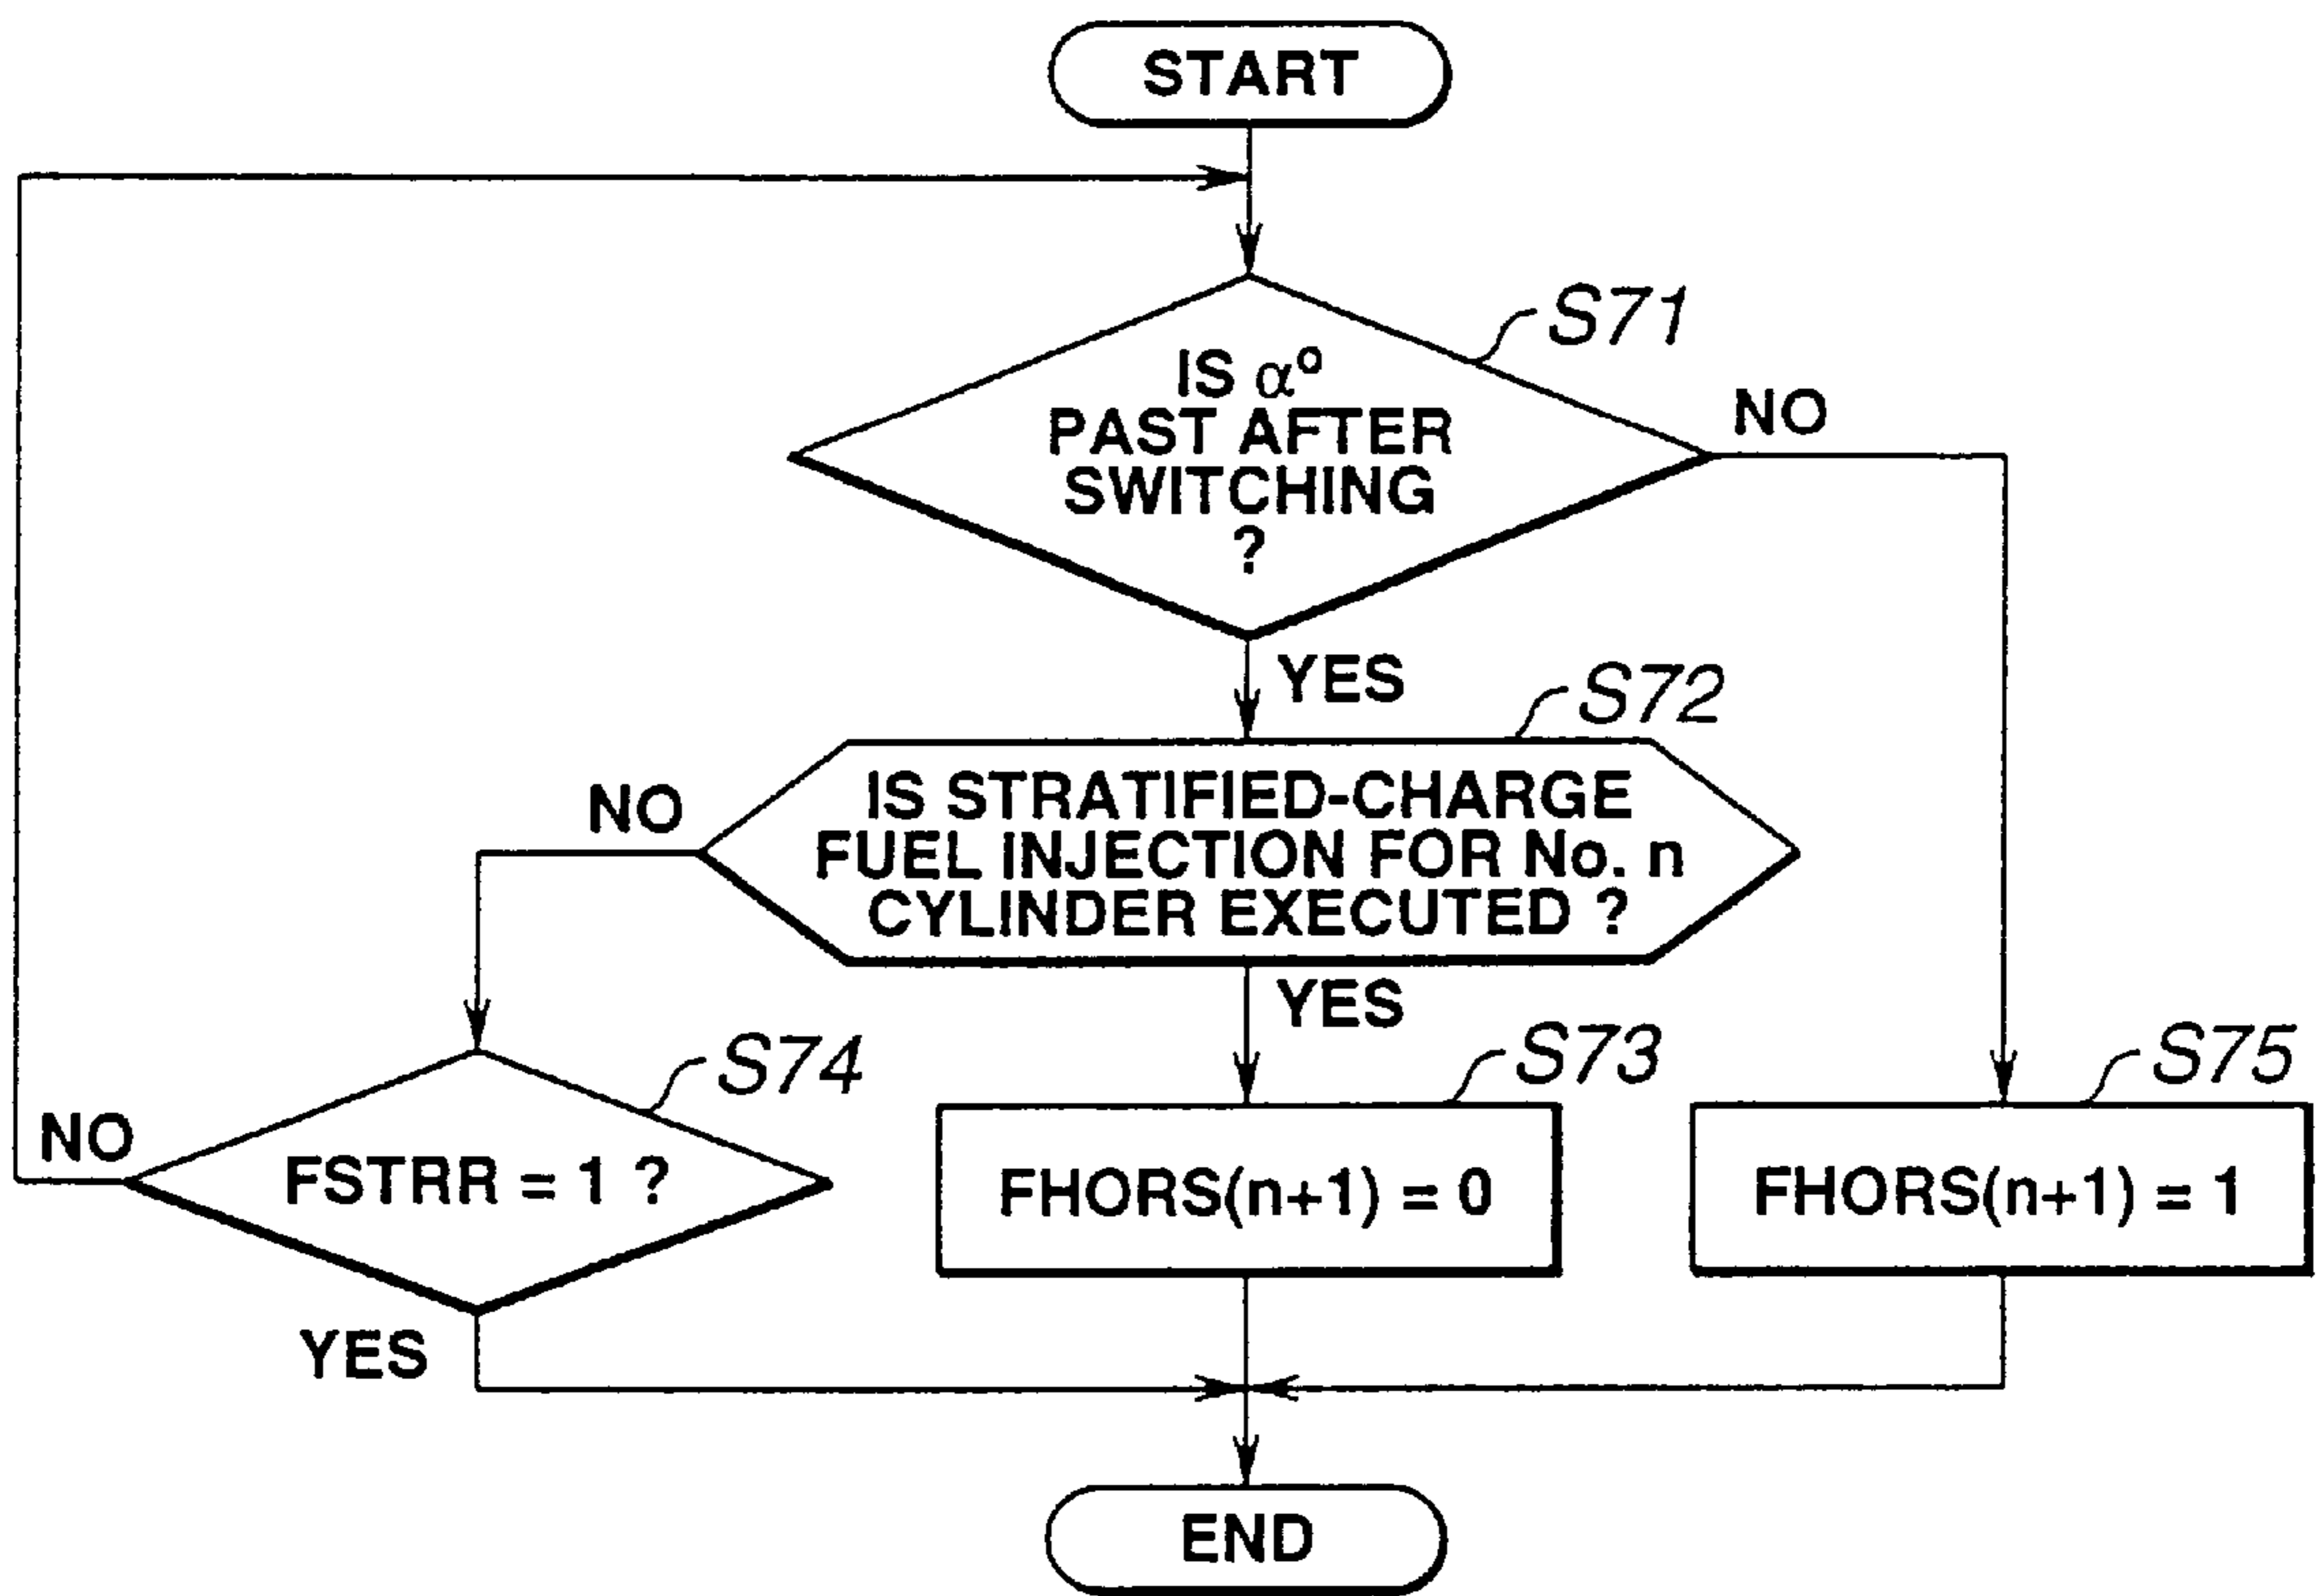 START
S71
IS α°
PAST AFTER
SWITCHING
?
NO
YES
S72
IS STRATIFIED-CHARGE
FUEL INJECTION FOR No. n
CYLINDER EXECUTED ?
NO
YES
S74
FSTRR = 1 ?
NO
YES
S73
FHORS(n+1) = 0
S75
FHORS(n+1) = 1
END